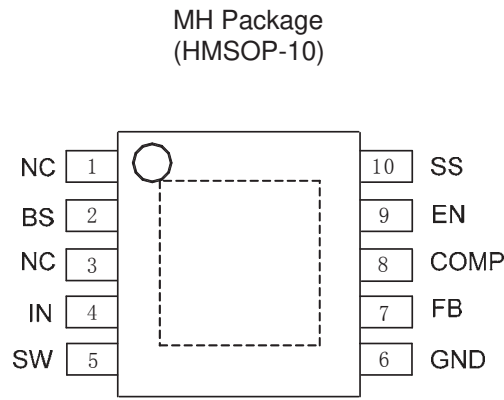 MH Package
(HMSOP-10)
NC 1 10 SS
BS 2 9 EN
NC 3 8 COMP
IN 4 7 FB
SW 5 6 GND